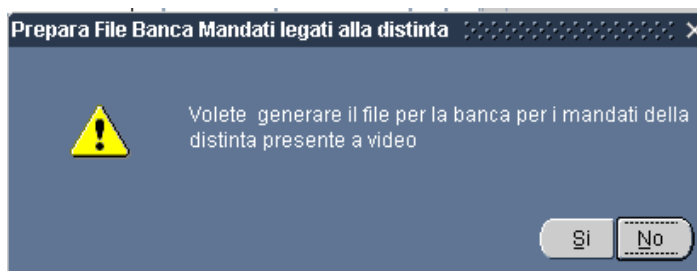 Prepara File Banca Mandati legati alla distinta
Volete generare il file per la banca per i mandati della
distinta presente a video
Si
No